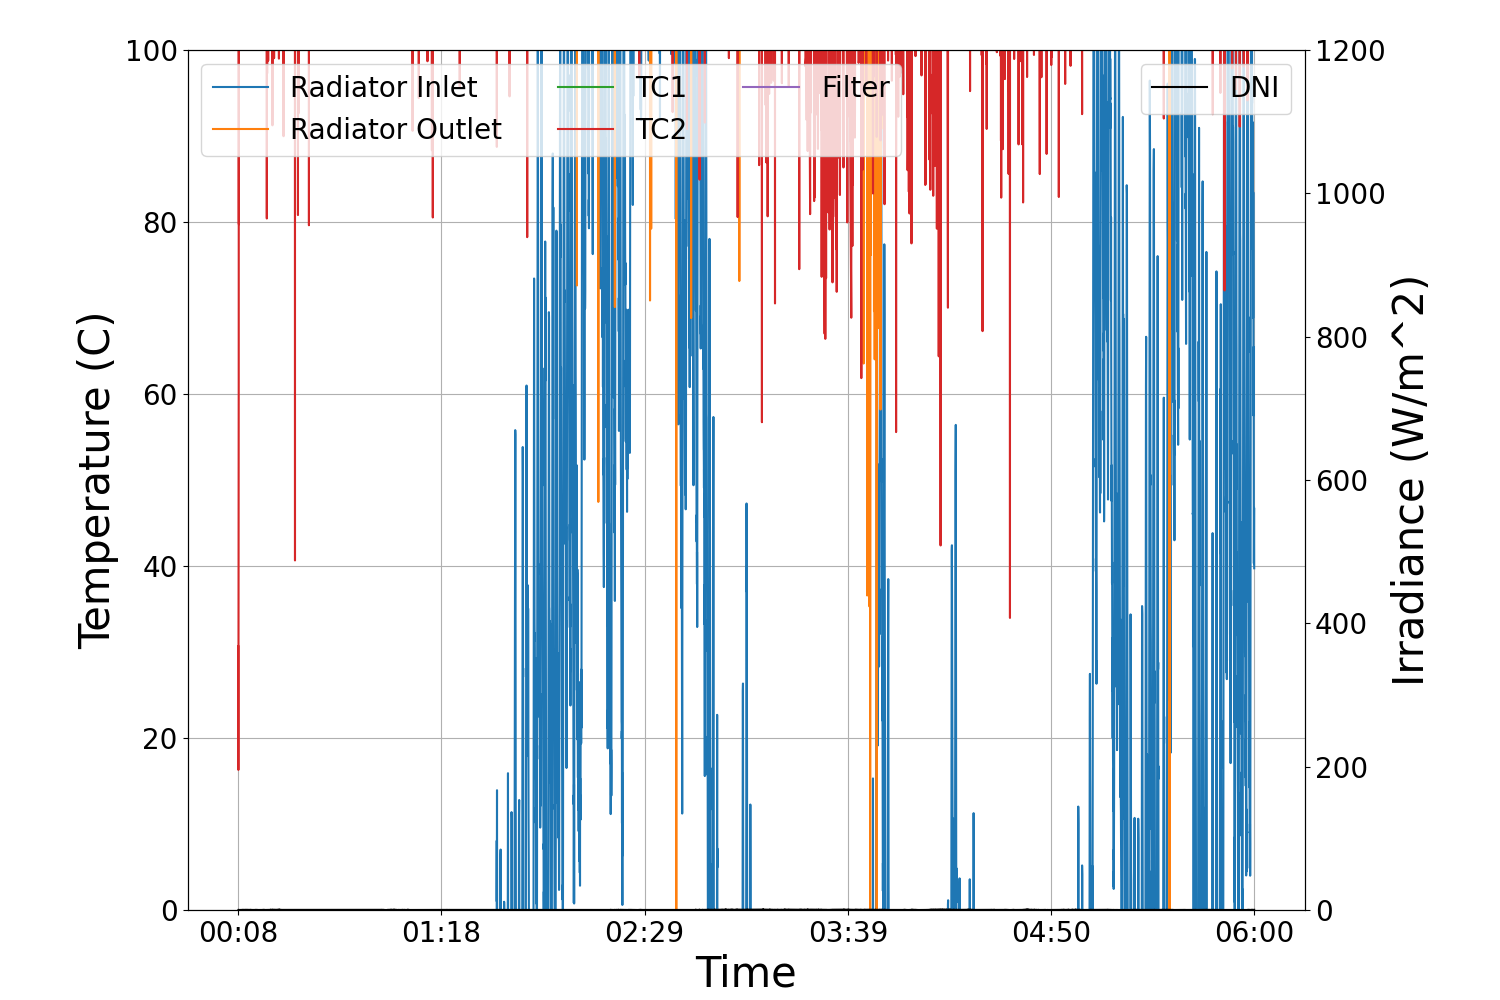 Radiator Inlet
Radiator Outlet
TC1
TC2
Filter
DNI
100
80
60
40
20
0
Temperature (C)
1200
1000
800
600
400
200
0
Irradiance (W/m^2)
00:08 01:18 02:29 03:39 04:50 06:00
Time